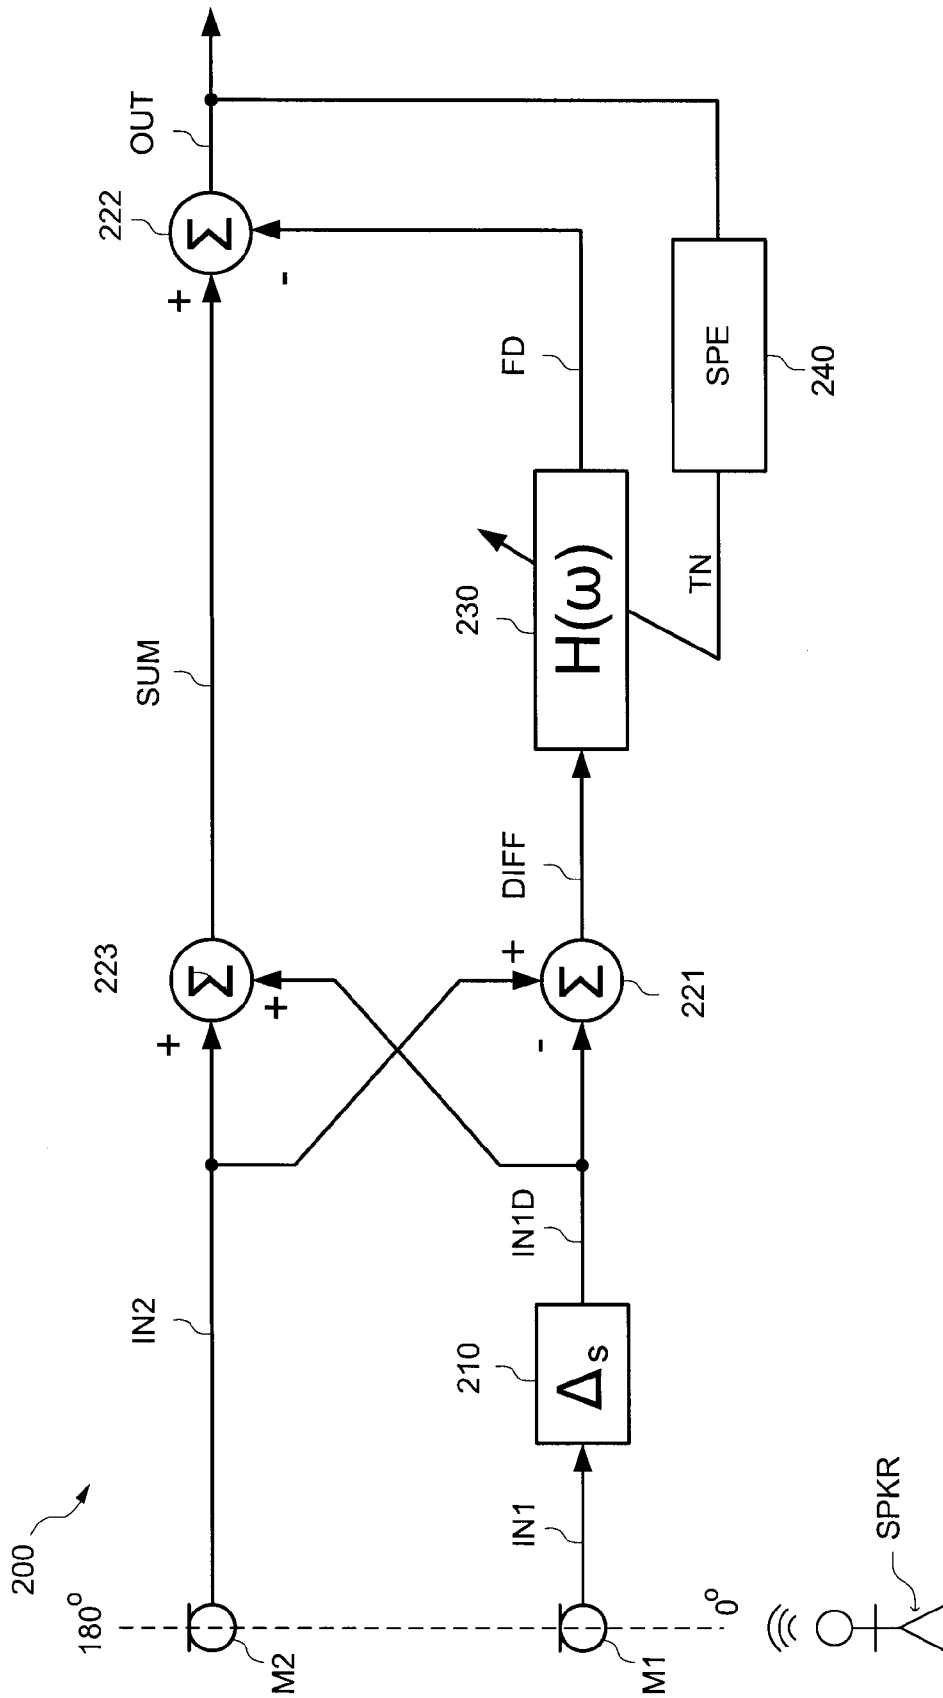 200
180°
M2
IN2
+
+
223
Σ
SUM
+
-
222
Σ
OUT
M1
IN1
210
Δs
IN1D
-
+
Σ
221
DIFF
230
H(ω)
FD
TN
SPE
240
0°
SPKR